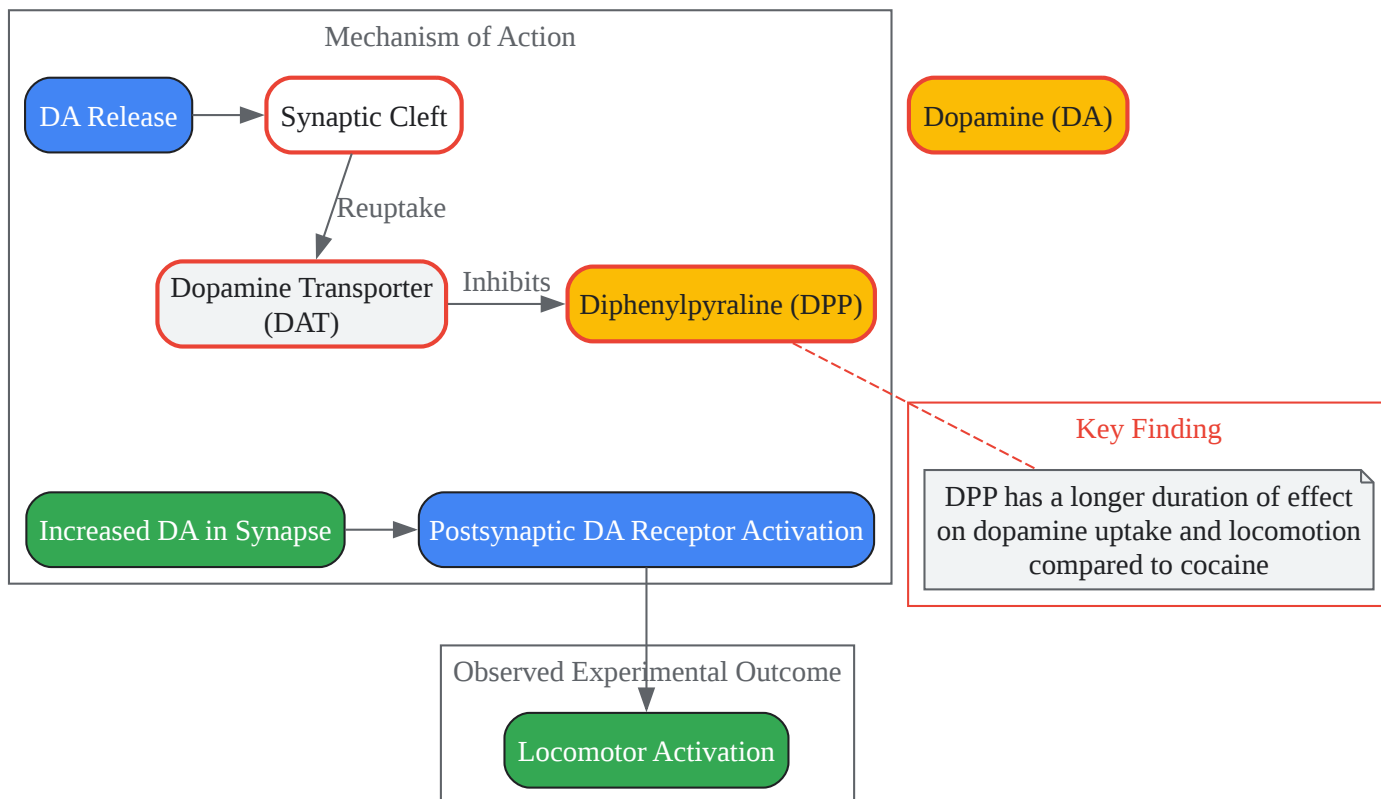 Mechanism of Action
DA Release
Synaptic Cleft
Dopamine (DA)
Reuptake
Dopamine Transporter
(DAT)
Inhibits
Diphenylpyraline (DPP)
Key Finding
DPP has a longer duration of effect
on dopamine uptake and locomotion
compared to cocaine
Increased DA in Synapse
Postsynaptic DA Receptor Activation
Observed Experimental Outcome
Locomotor Activation